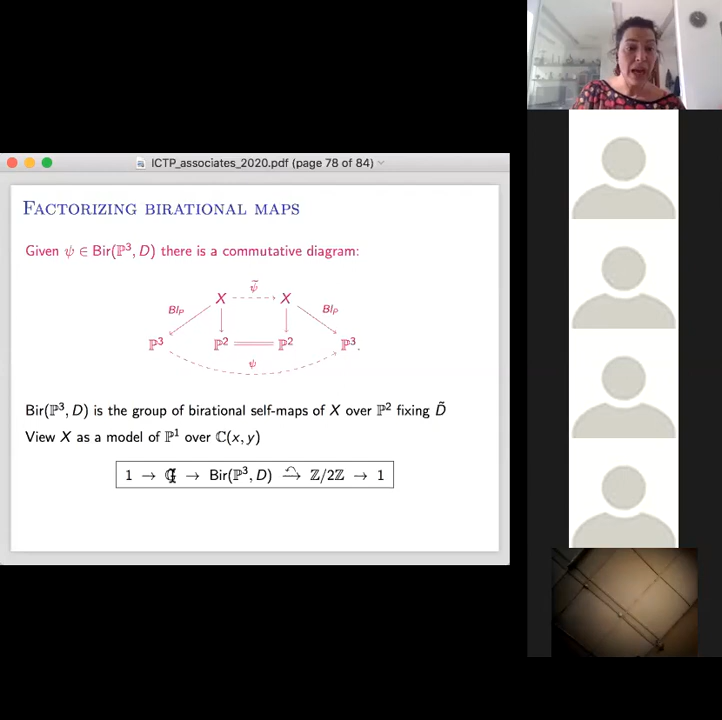 ICTP_associates_2020.pdf (page 78 of 84)
FACTORIZING BIRATIONAL MAPS
Given ψ ∈ Bir(ℙ³, D) there is a commutative diagram:
ψ̃
X X
Bl_P Bl_P
ℙ³ ℙ² ℙ² ℙ³.
ψ
Bir(ℙ³, D) is the group of birational self-maps of X over ℙ² fixing D̃
View X as a model of ℙ¹ over ℂ(x, y)
1 → 𝔾 → Bir(ℙ³, D) → ℤ/2ℤ → 1